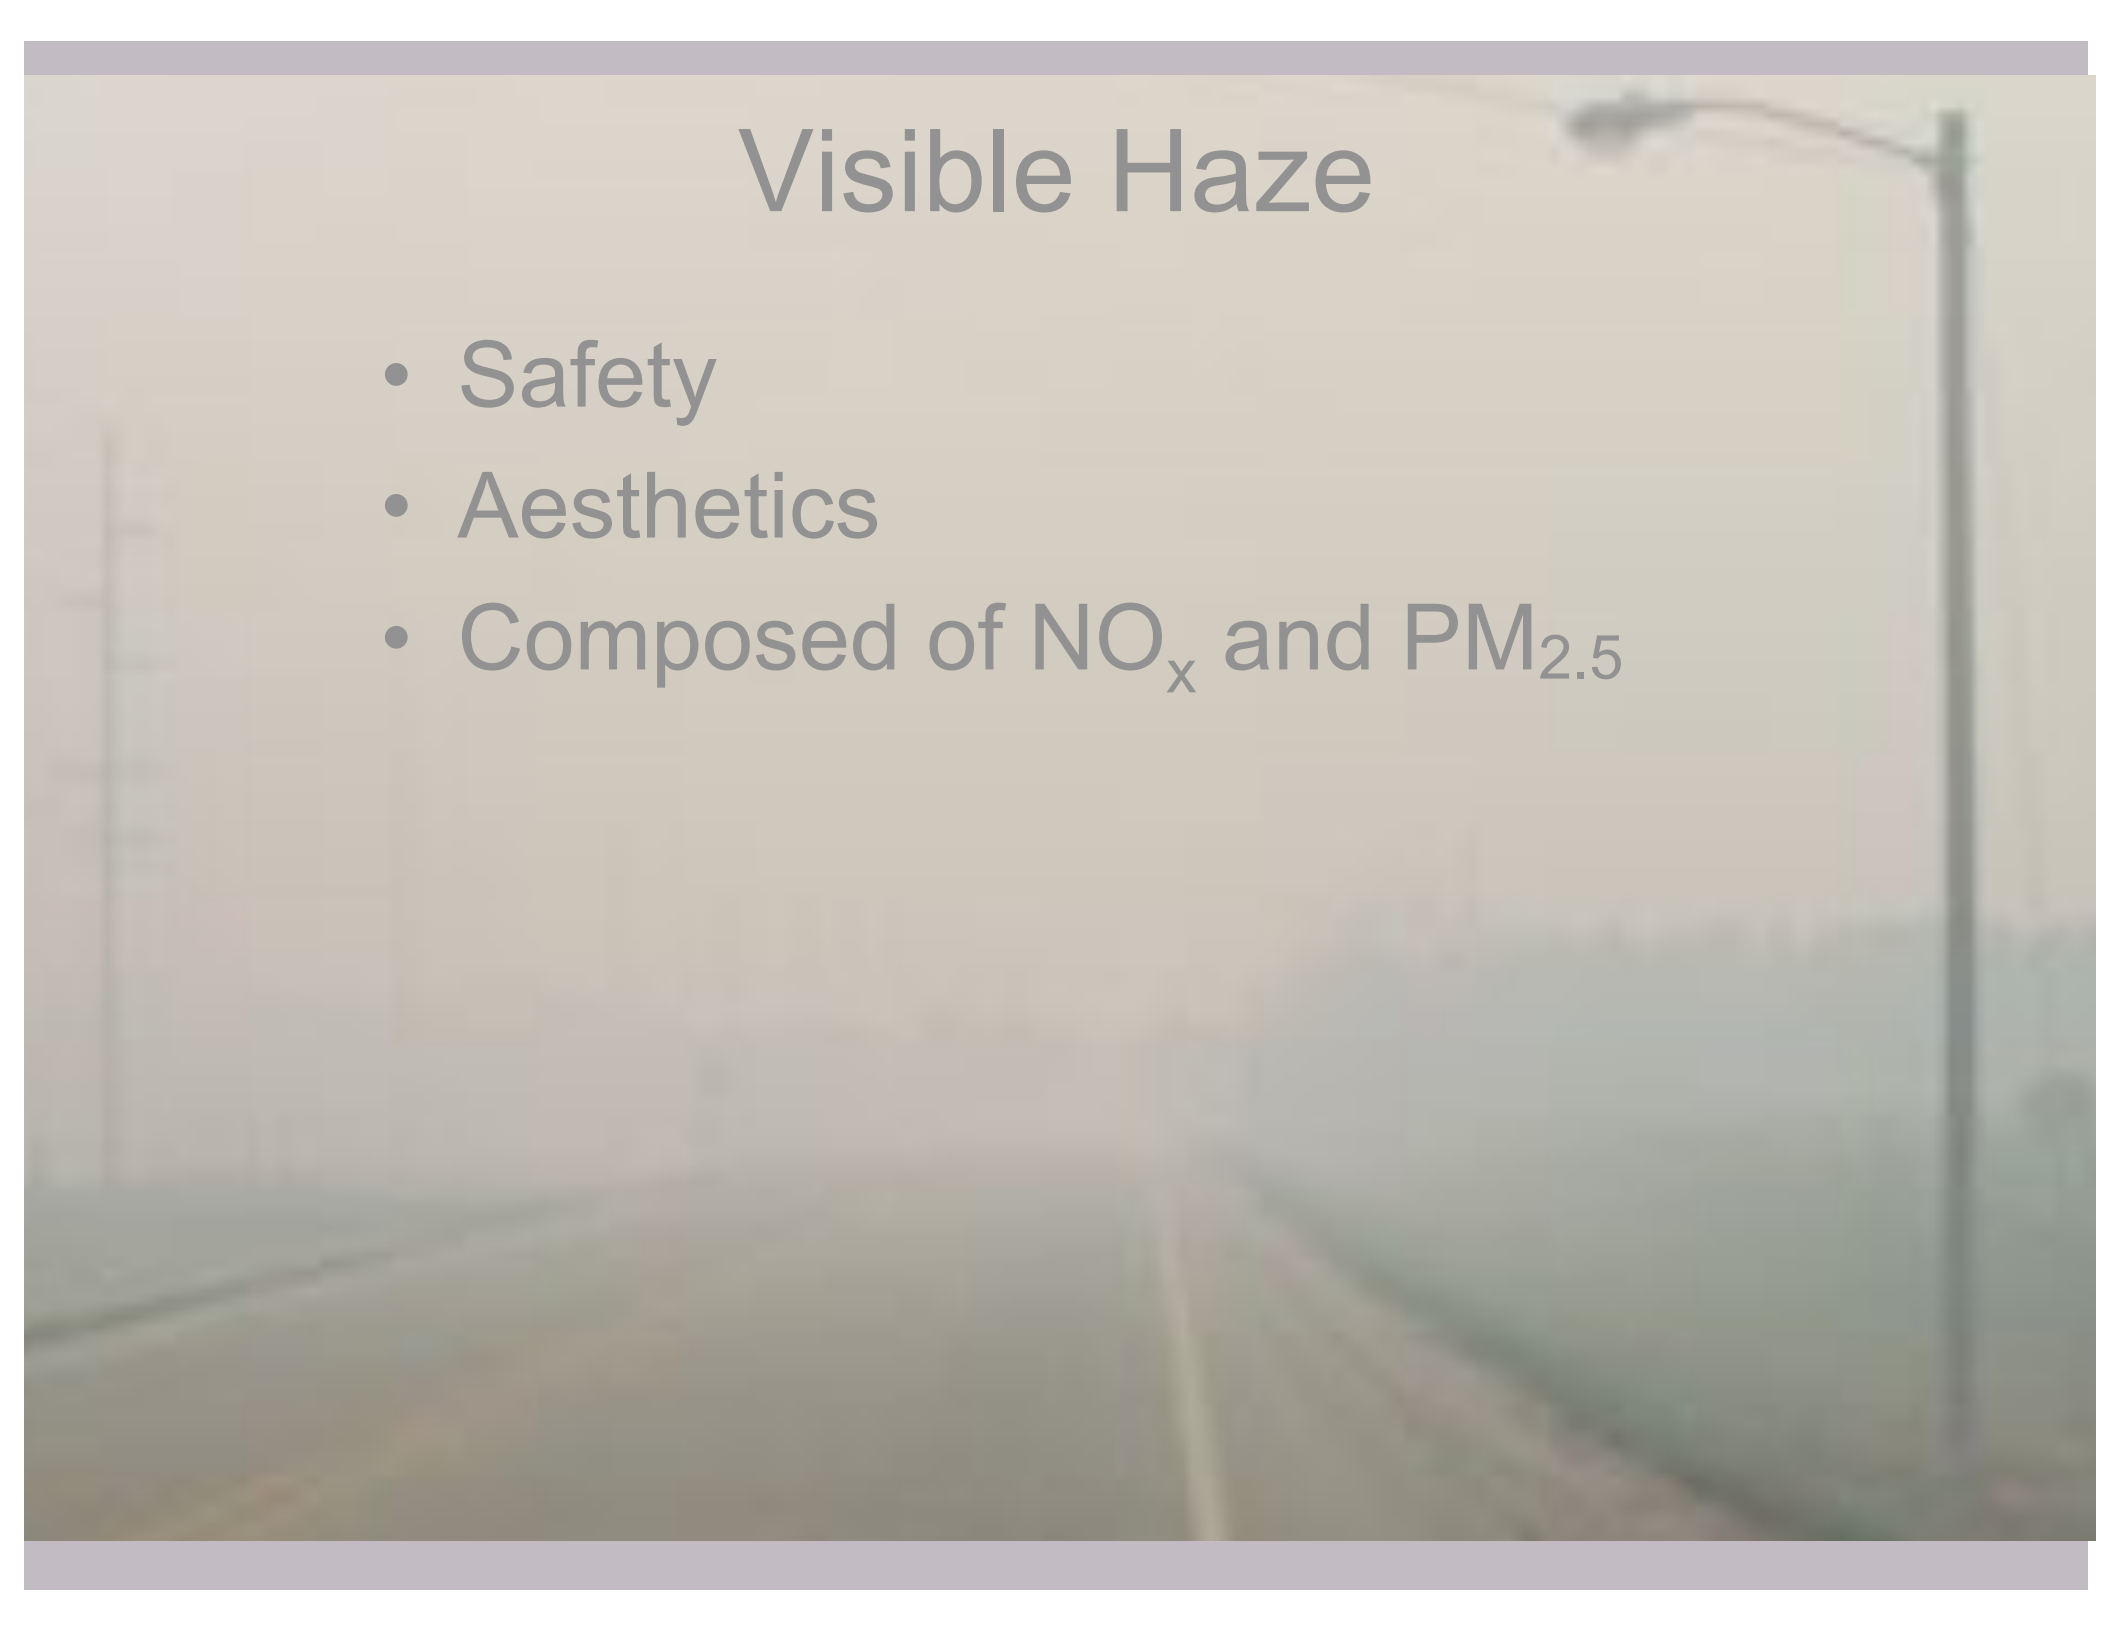 Visible Haze
• Safety
• Aesthetics
• Composed of NOₓ and PM₂.₅